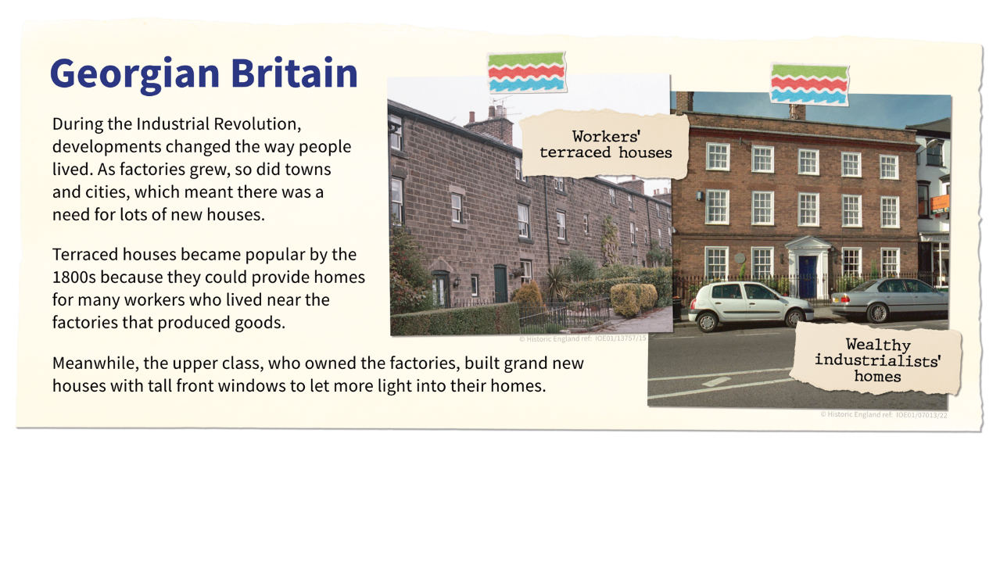 Georgian Britain
During the Industrial Revolution,
developments changed the way people
lived. As factories grew, so did towns
and cities, which meant there was a
need for lots of new houses.
Terraced houses became popular by the
1800s because they could provide homes
for many workers who lived near the
factories that produced goods.
Meanwhile, the upper class, who owned the factories, built grand new
houses with tall front windows to let more light into their homes.
Workers'
terraced houses
© Historic England ref: IOE01/13757/15
Wealthy
industrialists'
homes
© Historic England ref: IOE01/07013/22